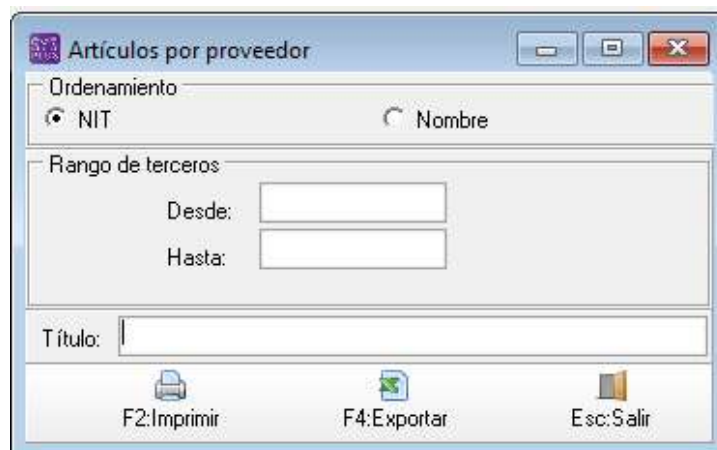 Artículos por proveedor
Ordenamiento
NIT Nombre
Rango de terceros
Desde:
Hasta:
Título:
F2:Imprimir F4:Exportar Esc:Salir